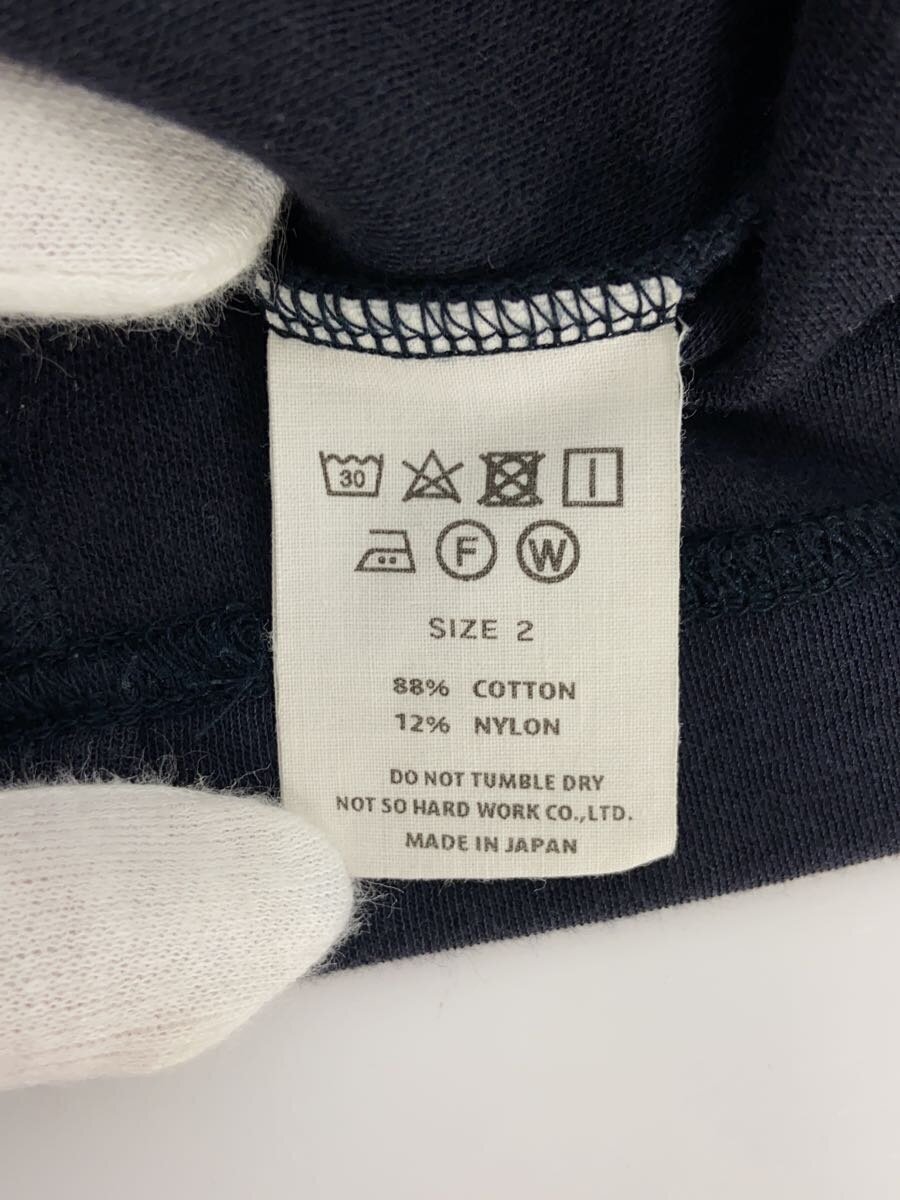 30
F W
SIZE 2
88% COTTON
12% NYLON
DO NOT TUMBLE DRY
NOT SO HARD WORK CO.,LTD.
MADE IN JAPAN